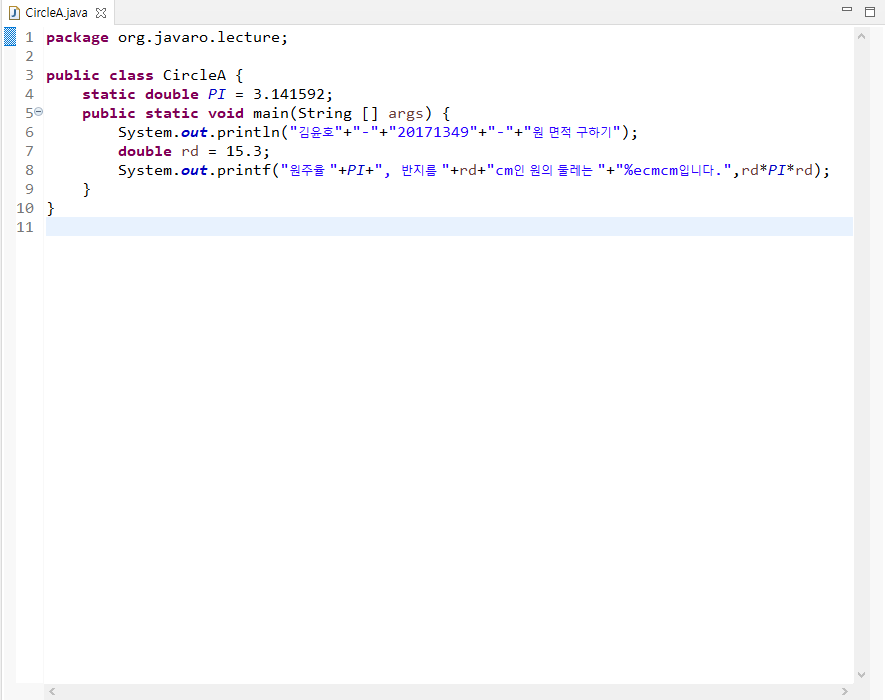 CircleA.java
1 package org.javaro.lecture;
2
3 public class CircleA {
4 static double PI = 3.141592;
5 public static void main(String [] args) {
6 System.out.println("김윤호"+"-"+"20171349"+"-"+"원 면적 구하기");
7 double rd = 15.3;
8 System.out.printf("원주율 "+PI+", 반지름 "+rd+"cm인 원의 둘레는 "+"%ecmcm입니다.",rd*PI*rd);
9 }
10 }
11